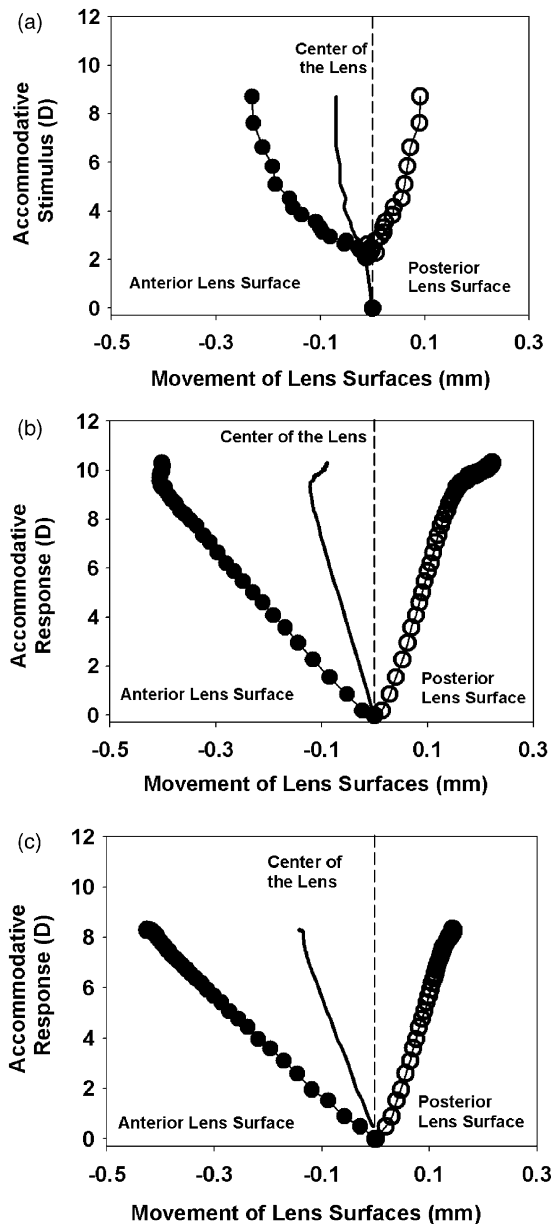 (a)
12
10
8
6
4
2
0
Accommodative
Stimulus (D)
Center of
the Lens
Anterior Lens Surface
Posterior
Lens Surface
-0.5
-0.3
-0.1
0.1
0.3
Movement of Lens Surfaces (mm)
(b)
12
10
8
6
4
2
0
Accommodative
Response (D)
Center of the Lens
Anterior Lens Surface
Posterior
Lens Surface
-0.5
-0.3
-0.1
0.1
0.3
Movement of Lens Surfaces (mm)
(c)
12
10
8
6
4
2
0
Accommodative
Response (D)
Center of
the Lens
Anterior Lens Surface
Posterior
Lens Surface
-0.5
-0.3
-0.1
0.1
0.3
Movement of Lens Surfaces (mm)